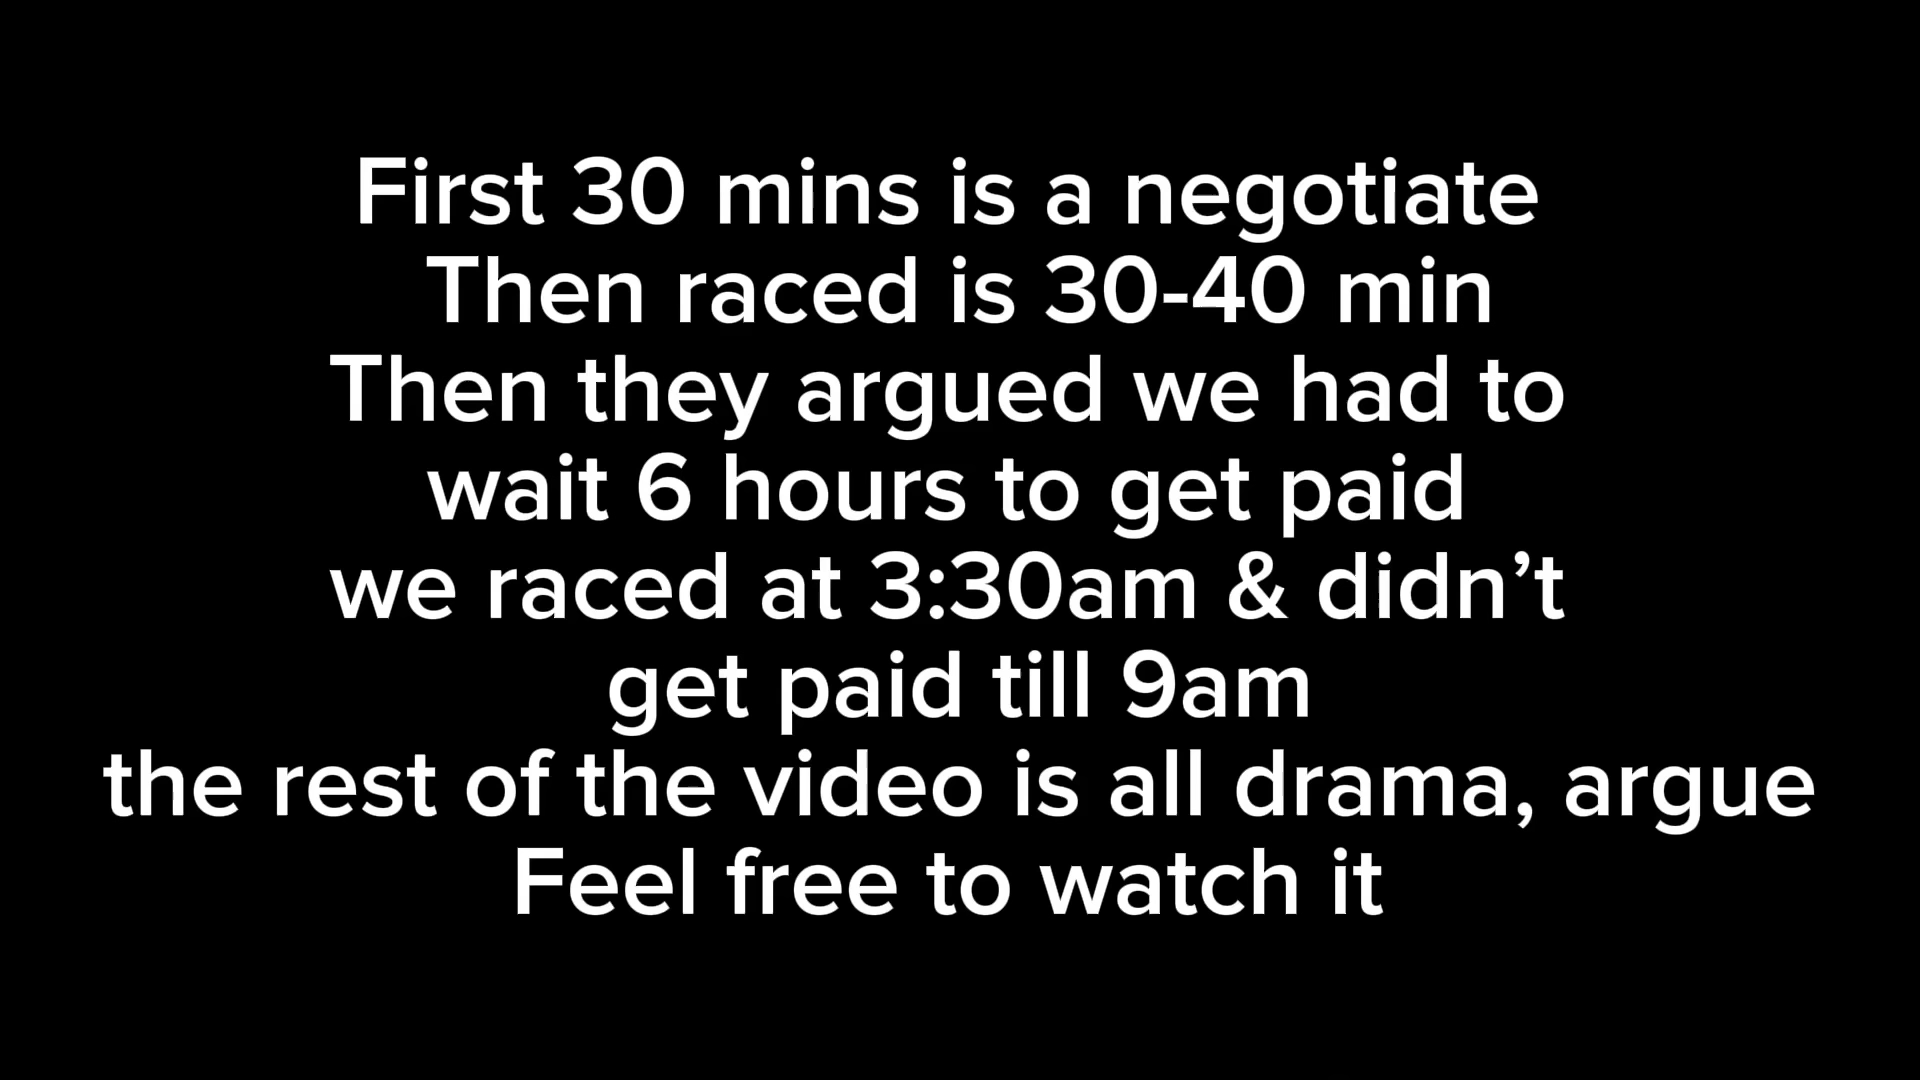 First 30 mins is a negotiate
Then raced is 30-40 min
Then they argued we had to
wait 6 hours to get paid
we raced at 3:30am & didn’t
get paid till 9am
the rest of the video is all drama, argue
Feel free to watch it